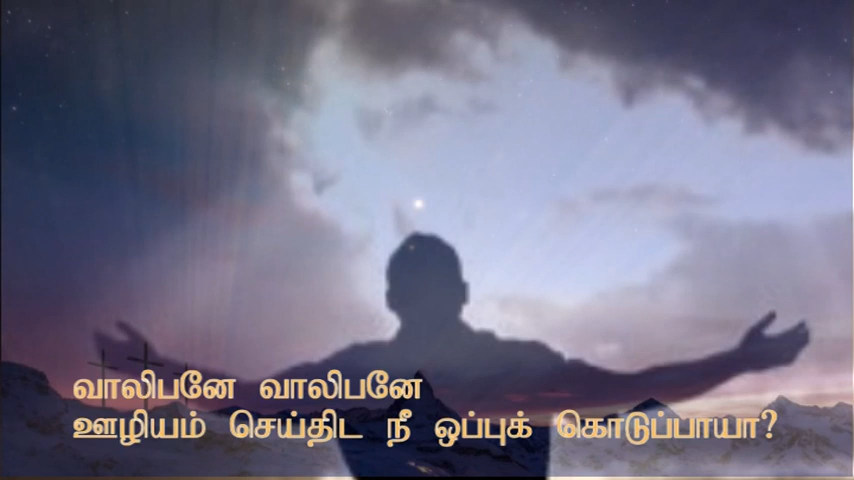 வாலிபனே வாலிபனே
ஊழியம் செய்திட நீ ஒப்புக் கொடுப்பாயா?